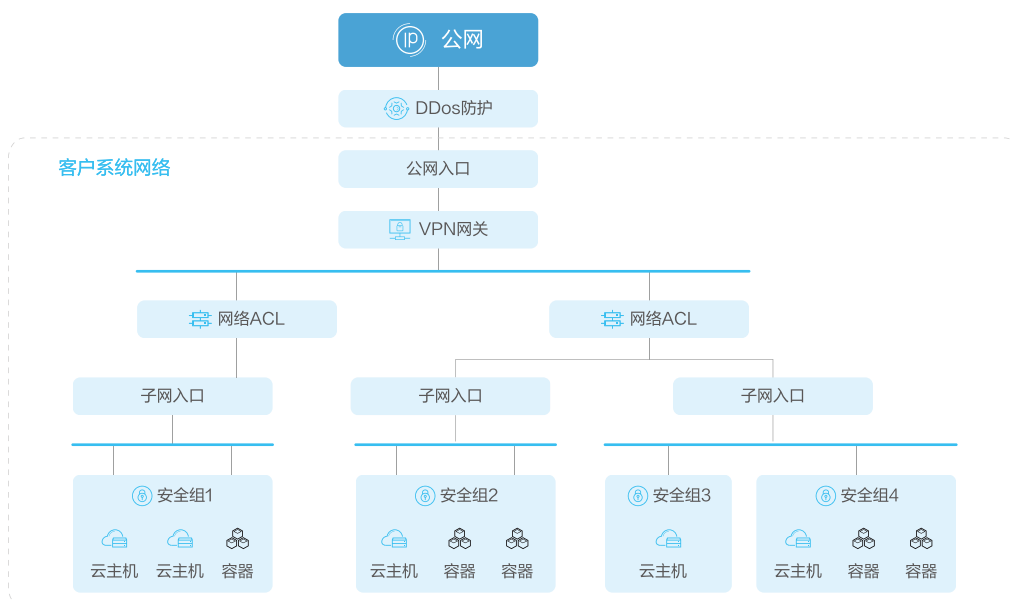 IP 公网
DDos防护
客户系统网络
公网入口
VPN网关
网络ACL
网络ACL
子网入口
子网入口
子网入口
安全组1
安全组2
安全组3
安全组4
云主机
云主机
容器
云主机
容器
容器
云主机
云主机
容器
容器